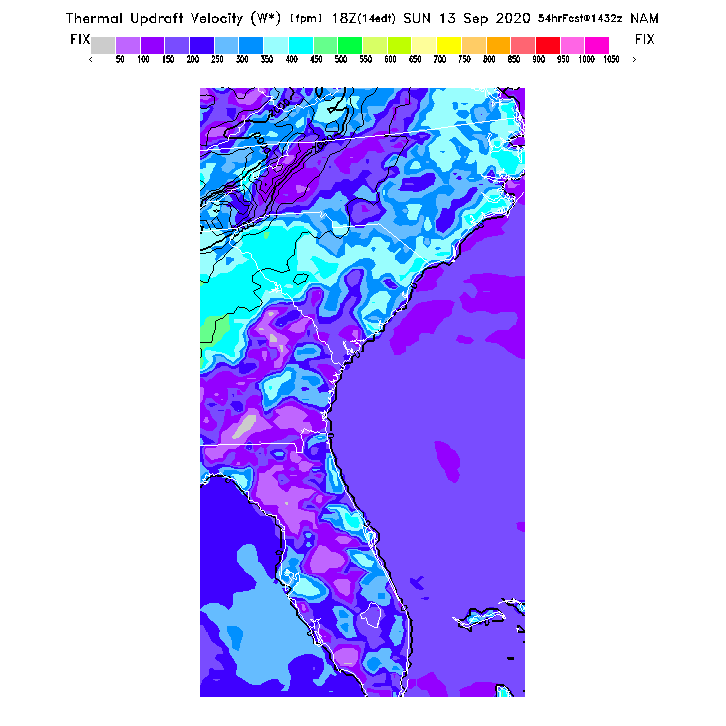 Thermal Updraft Velocity (W*) [fpm] 18Z(14edt) SUN 13 Sep 2020 54hrFcst@1432z NAM
FIX FIX
< 50 100 150 200 250 300 350 400 450 500 550 600 650 700 750 800 850 900 950 1000 1050 >